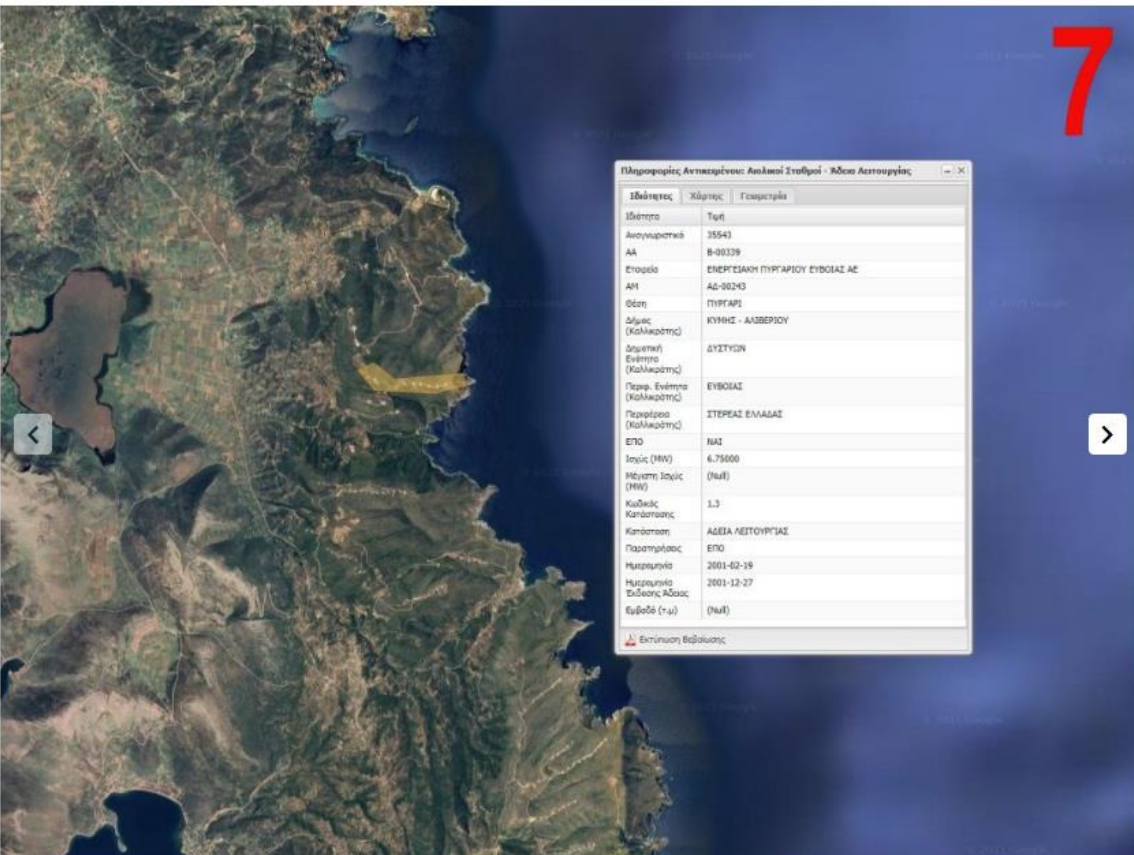 7
Πληροφορίες Αντικειμένου: Αιολικοί Σταθμοί - Άδεια Λειτουργίας
Ιδιότητες Χάρτης Γεωμετρία
Ιδιότητα Τιμή
Αναγνωριστικό 35543
ΑΑ Β-00339
Εταιρεία ΕΝΕΡΓΕΙΑΚΗ ΠΥΡΓΑΡΙΟΥ ΕΥΒΟΙΑΣ ΑΕ
ΑΜ ΑΔ-00243
Θέση ΠΥΡΓΑΡΙ
Δήμος ΚΥΜΗΣ - ΑΛΙΒΕΡΙΟΥ
(Καλλικράτης)
Δημοτική ΔΥΣΤΥΩΝ
Ενότητα
(Καλλικράτης)
Περιφ. Ενότητα ΕΥΒΟΙΑΣ
(Καλλικράτης)
Περιφέρεια ΣΤΕΡΕΑΣ ΕΛΛΑΔΑΣ
(Καλλικράτης)
ΕΠΟ ΝΑΙ
Ισχύς (MW) 6.75000
Μέγιστη Ισχύς (Null)
(MW)
Κωδικός 1.3
Κατάστασης
Κατάσταση ΑΔΕΙΑ ΛΕΙΤΟΥΡΓΙΑΣ
Παρατηρήσεις ΕΠΟ
Ημερομηνία 2001-02-19
Ημερομηνία 2001-12-27
Έκδοσης Άδειας
Εμβαδό (τ.μ) (Null)
Εκτύπωση Βεβαίωσης